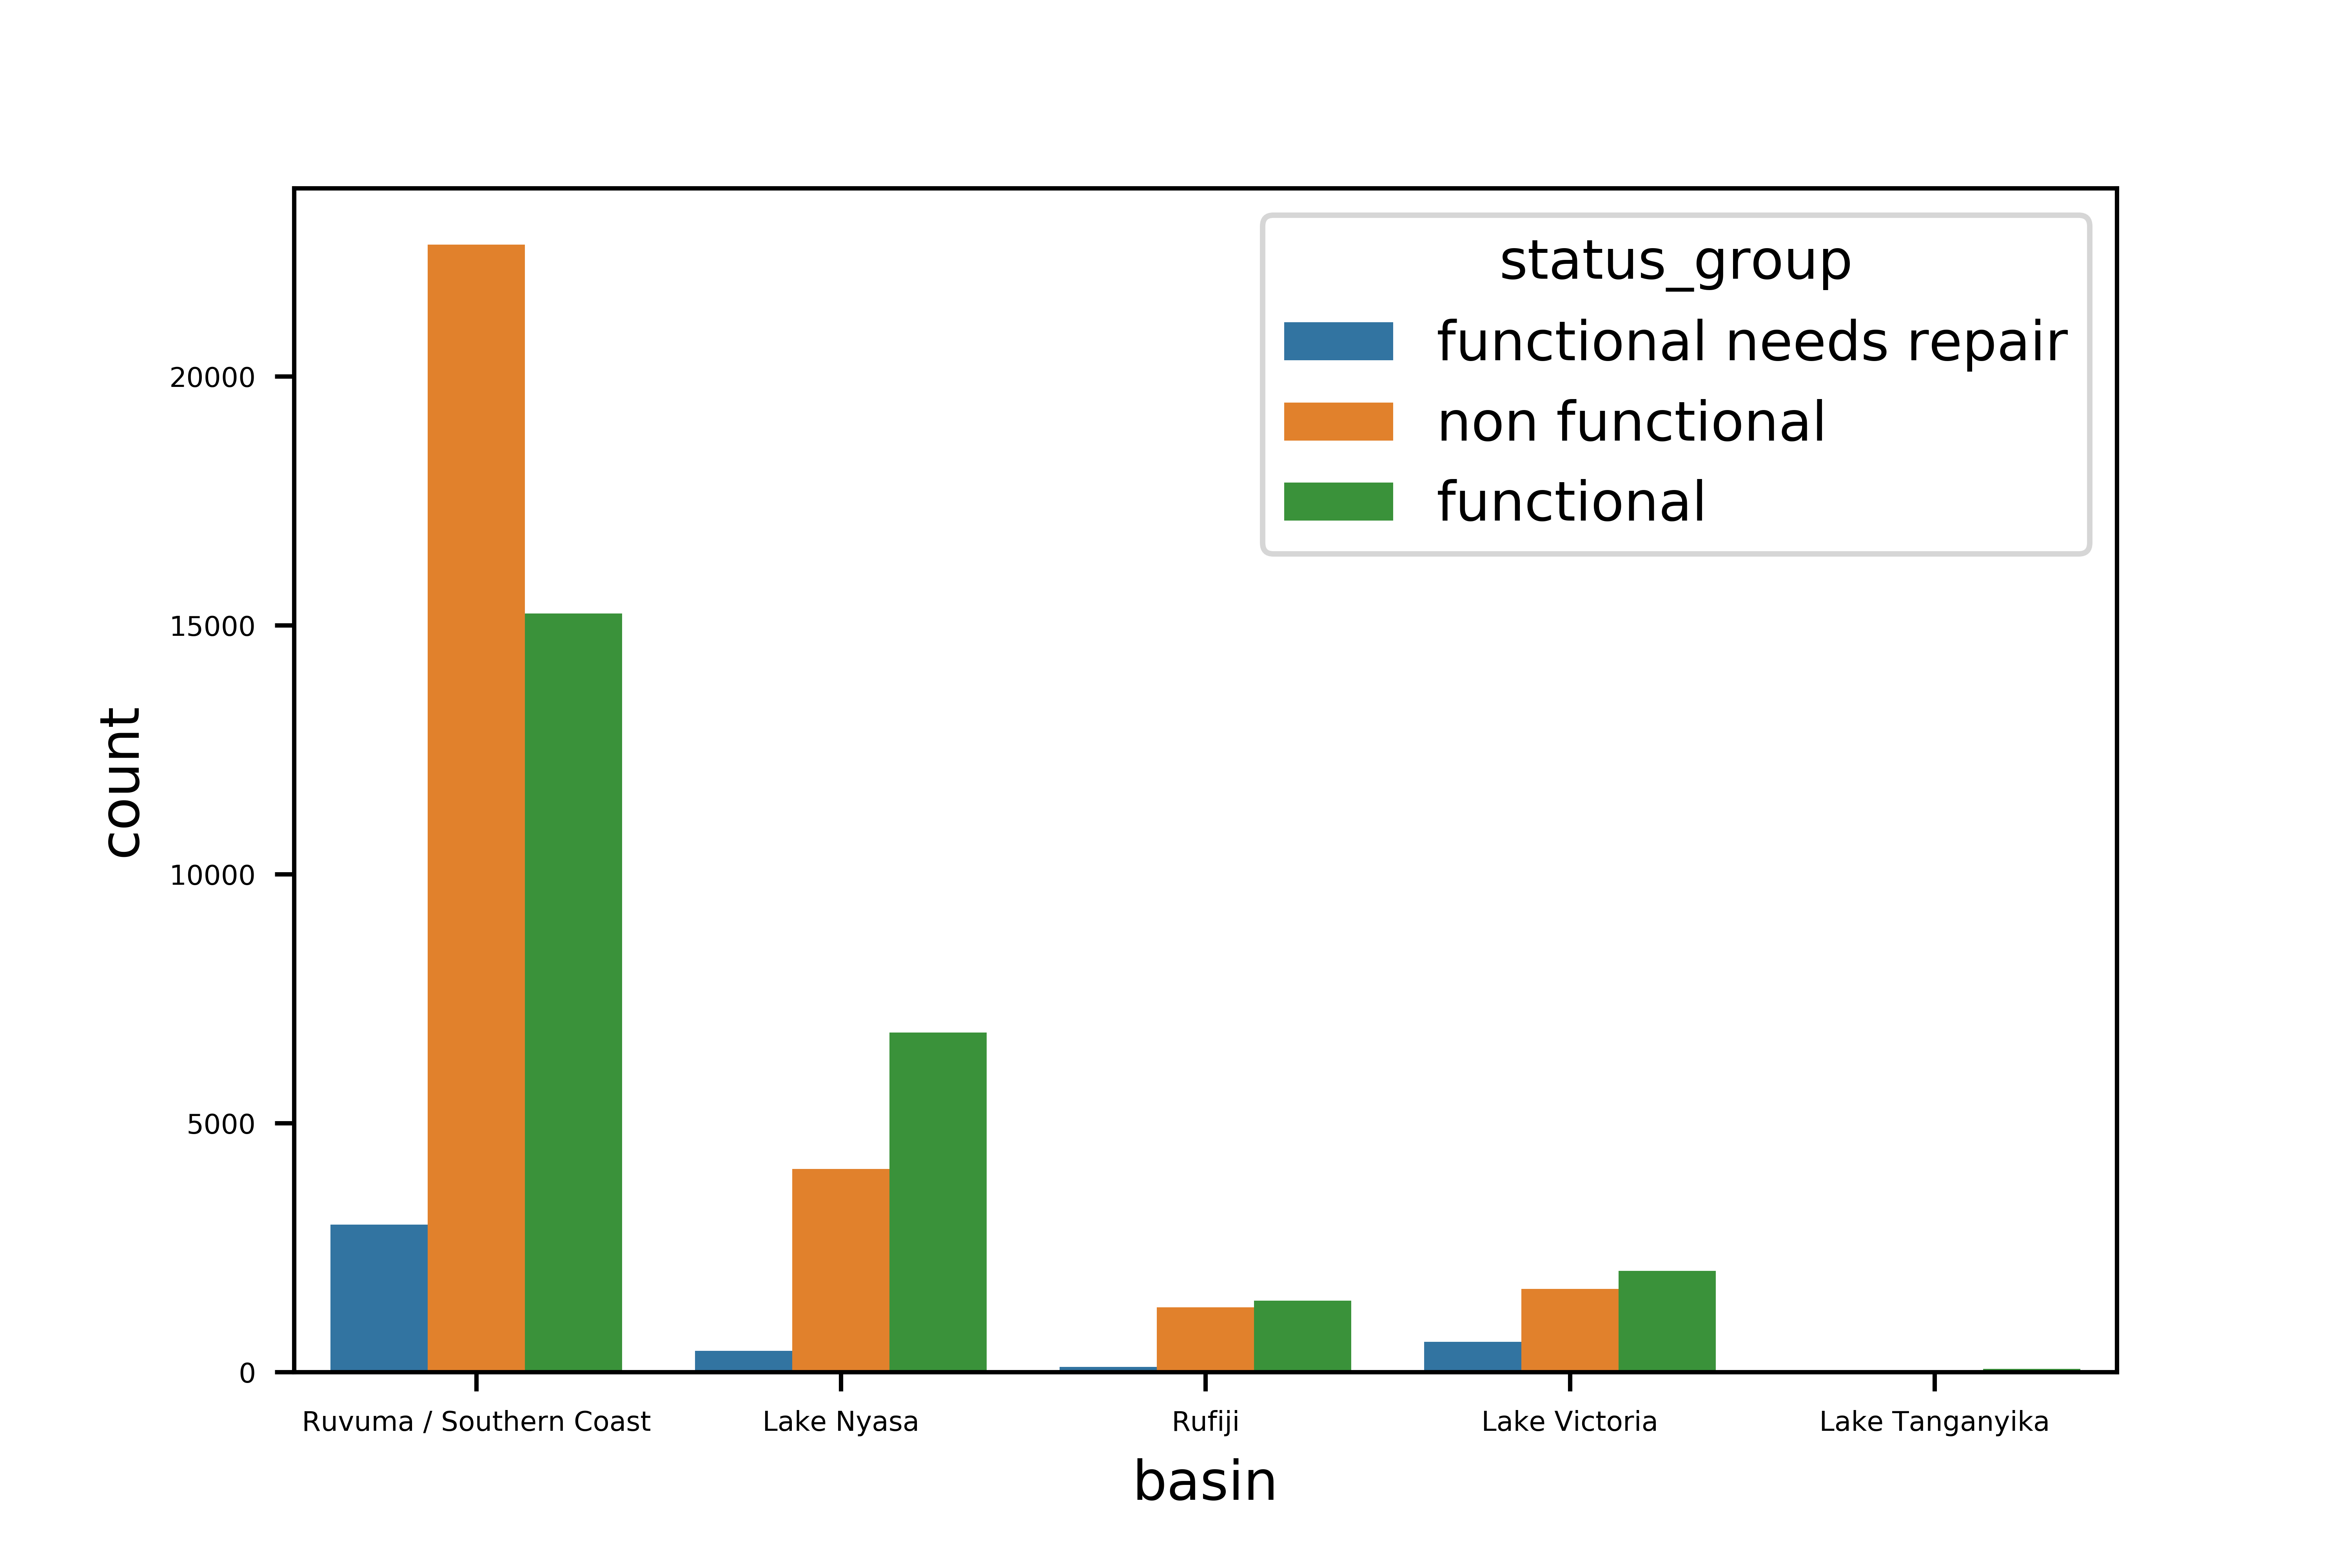 status_group
functional needs repair
non functional
functional
20000
15000
10000
5000
0
count
Ruvuma / Southern Coast
Lake Nyasa
Rufiji
Lake Victoria
Lake Tanganyika
basin